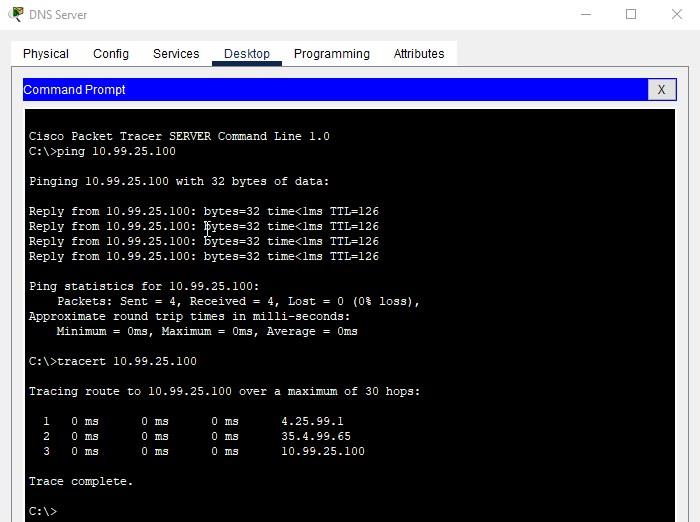 DNS Server
Physical Config Services Desktop Programming Attributes
Command Prompt X
Cisco Packet Tracer SERVER Command Line 1.0
C:\>ping 10.99.25.100
Pinging 10.99.25.100 with 32 bytes of data:
Reply from 10.99.25.100: bytes=32 time<1ms TTL=126
Reply from 10.99.25.100: bytes=32 time<1ms TTL=126
Reply from 10.99.25.100: bytes=32 time<1ms TTL=126
Reply from 10.99.25.100: bytes=32 time<1ms TTL=126
Ping statistics for 10.99.25.100:
Packets: Sent = 4, Received = 4, Lost = 0 (0% loss),
Approximate round trip times in milli-seconds:
Minimum = 0ms, Maximum = 0ms, Average = 0ms
C:\>tracert 10.99.25.100
Tracing route to 10.99.25.100 over a maximum of 30 hops:
1 0 ms 0 ms 0 ms 4.25.99.1
2 0 ms 0 ms 0 ms 35.4.99.65
3 0 ms 0 ms 0 ms 10.99.25.100
Trace complete.
C:\>